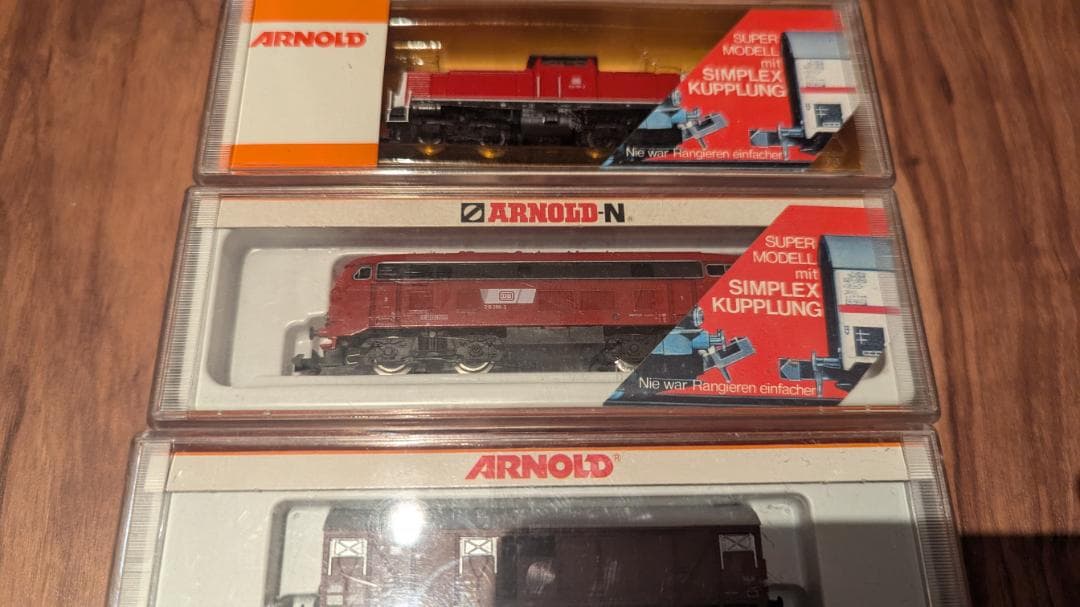 ARNOLD®
SUPER
MODELL
mit
SIMPLEX
KUPPLUNG
Nie war Rangieren einfacher
ARNOLD-N®
SUPER
MODELL
mit
SIMPLEX
KUPPLUNG
Nie war Rangieren einfacher
DB
ARNOLD®